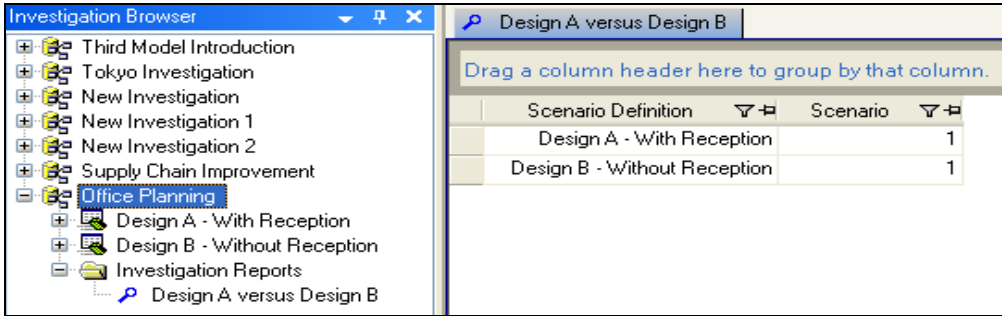 Investigation Browser
Third Model Introduction
Tokyo Investigation
New Investigation
New Investigation 1
New Investigation 2
Supply Chain Improvement
Office Planning
Design A - With Reception
Design B - Without Reception
Investigation Reports
Design A versus Design B
Design A versus Design B
Drag a column header here to group by that column.
Scenario Definition Scenario
Design A - With Reception 1
Design B - Without Reception 1